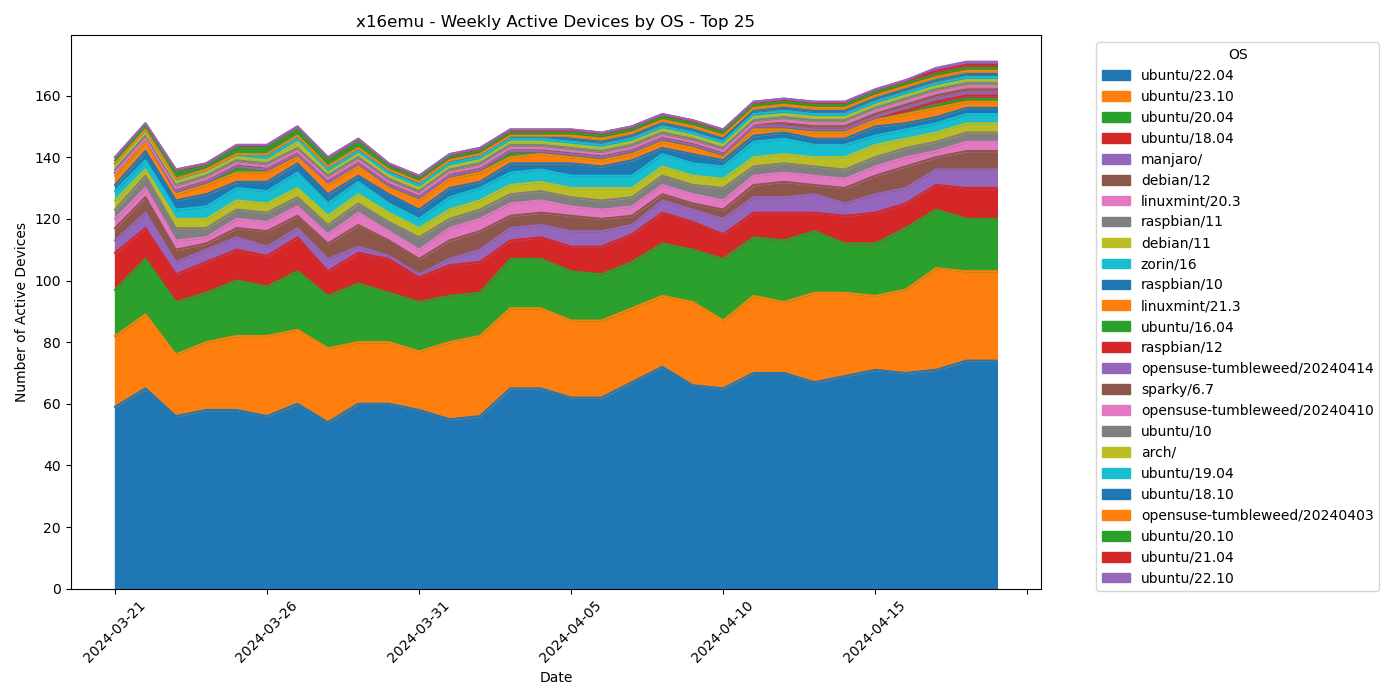 x16emu - Weekly Active Devices by OS - Top 25
Number of Active Devices
160
140
120
100
80
60
40
20
0
2024-03-21
2024-03-26
2024-03-31
2024-04-05
2024-04-10
2024-04-15
Date
OS
ubuntu/22.04
ubuntu/23.10
ubuntu/20.04
ubuntu/18.04
manjaro/
debian/12
linuxmint/20.3
raspbian/11
debian/11
zorin/16
raspbian/10
linuxmint/21.3
ubuntu/16.04
raspbian/12
opensuse-tumbleweed/20240414
sparky/6.7
opensuse-tumbleweed/20240410
ubuntu/10
arch/
ubuntu/19.04
ubuntu/18.10
opensuse-tumbleweed/20240403
ubuntu/20.10
ubuntu/21.04
ubuntu/22.10